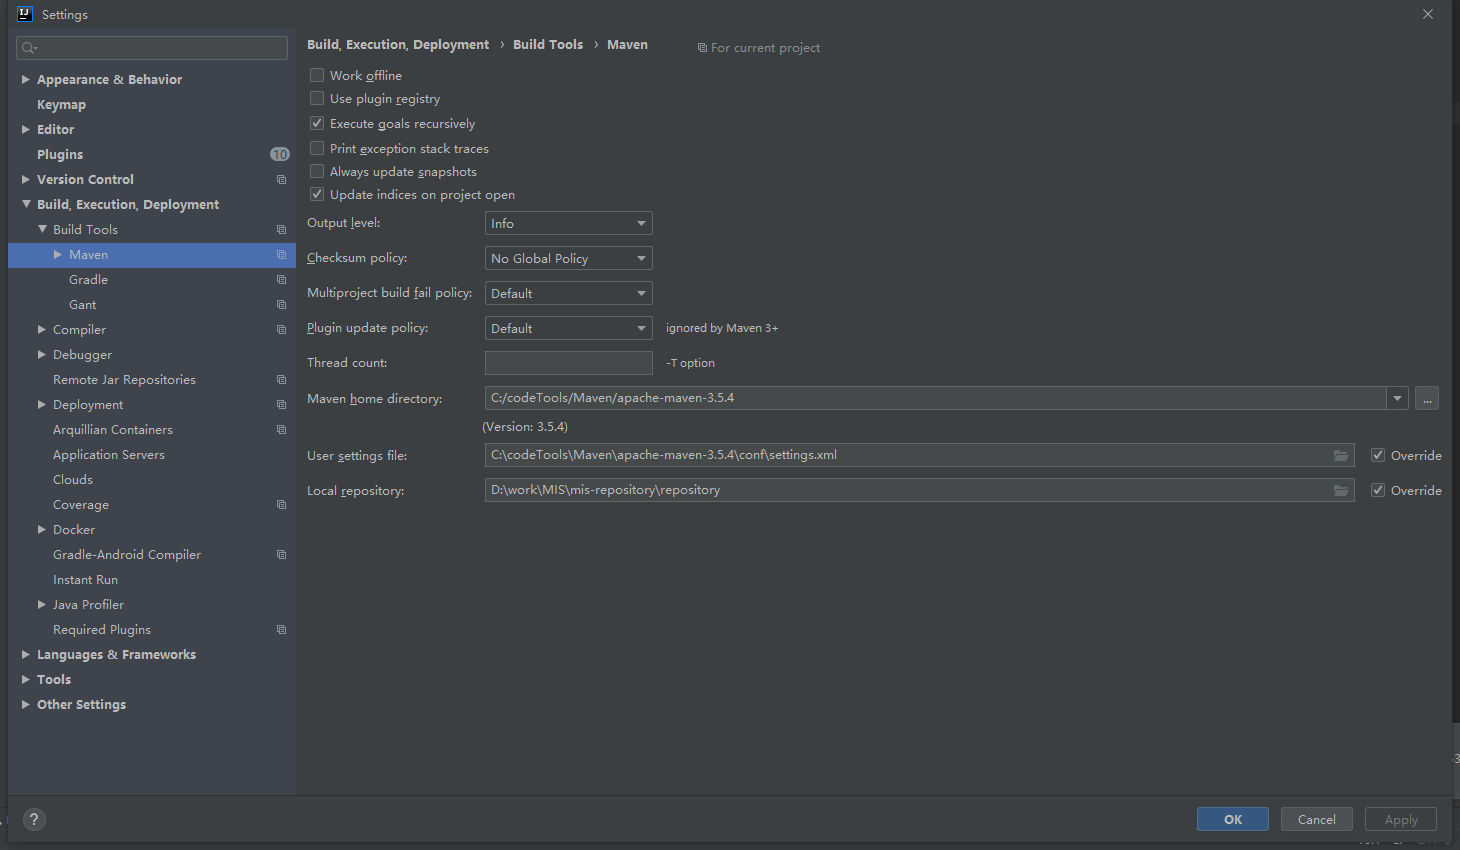 Settings
Appearance & Behavior
Keymap
Editor
Plugins 10
Version Control
Build, Execution, Deployment
Build Tools
Maven
Gradle
Gant
Compiler
Debugger
Remote Jar Repositories
Deployment
Arquillian Containers
Application Servers
Clouds
Coverage
Docker
Gradle-Android Compiler
Instant Run
Java Profiler
Required Plugins
Languages & Frameworks
Tools
Other Settings
Build, Execution, Deployment › Build Tools › Maven For current project
Work offline
Use plugin registry
Execute goals recursively
Print exception stack traces
Always update snapshots
Update indices on project open
Output level: Info
Checksum policy: No Global Policy
Multiproject build fail policy: Default
Plugin update policy: Default ignored by Maven 3+
Thread count: -T option
Maven home directory: C:/codeTools/Maven/apache-maven-3.5.4 ...
(Version: 3.5.4)
User settings file: C:\codeTools\Maven\apache-maven-3.5.4\conf\settings.xml Override
Local repository: D:\work\MIS\mis-repository\repository Override
? OK Cancel Apply